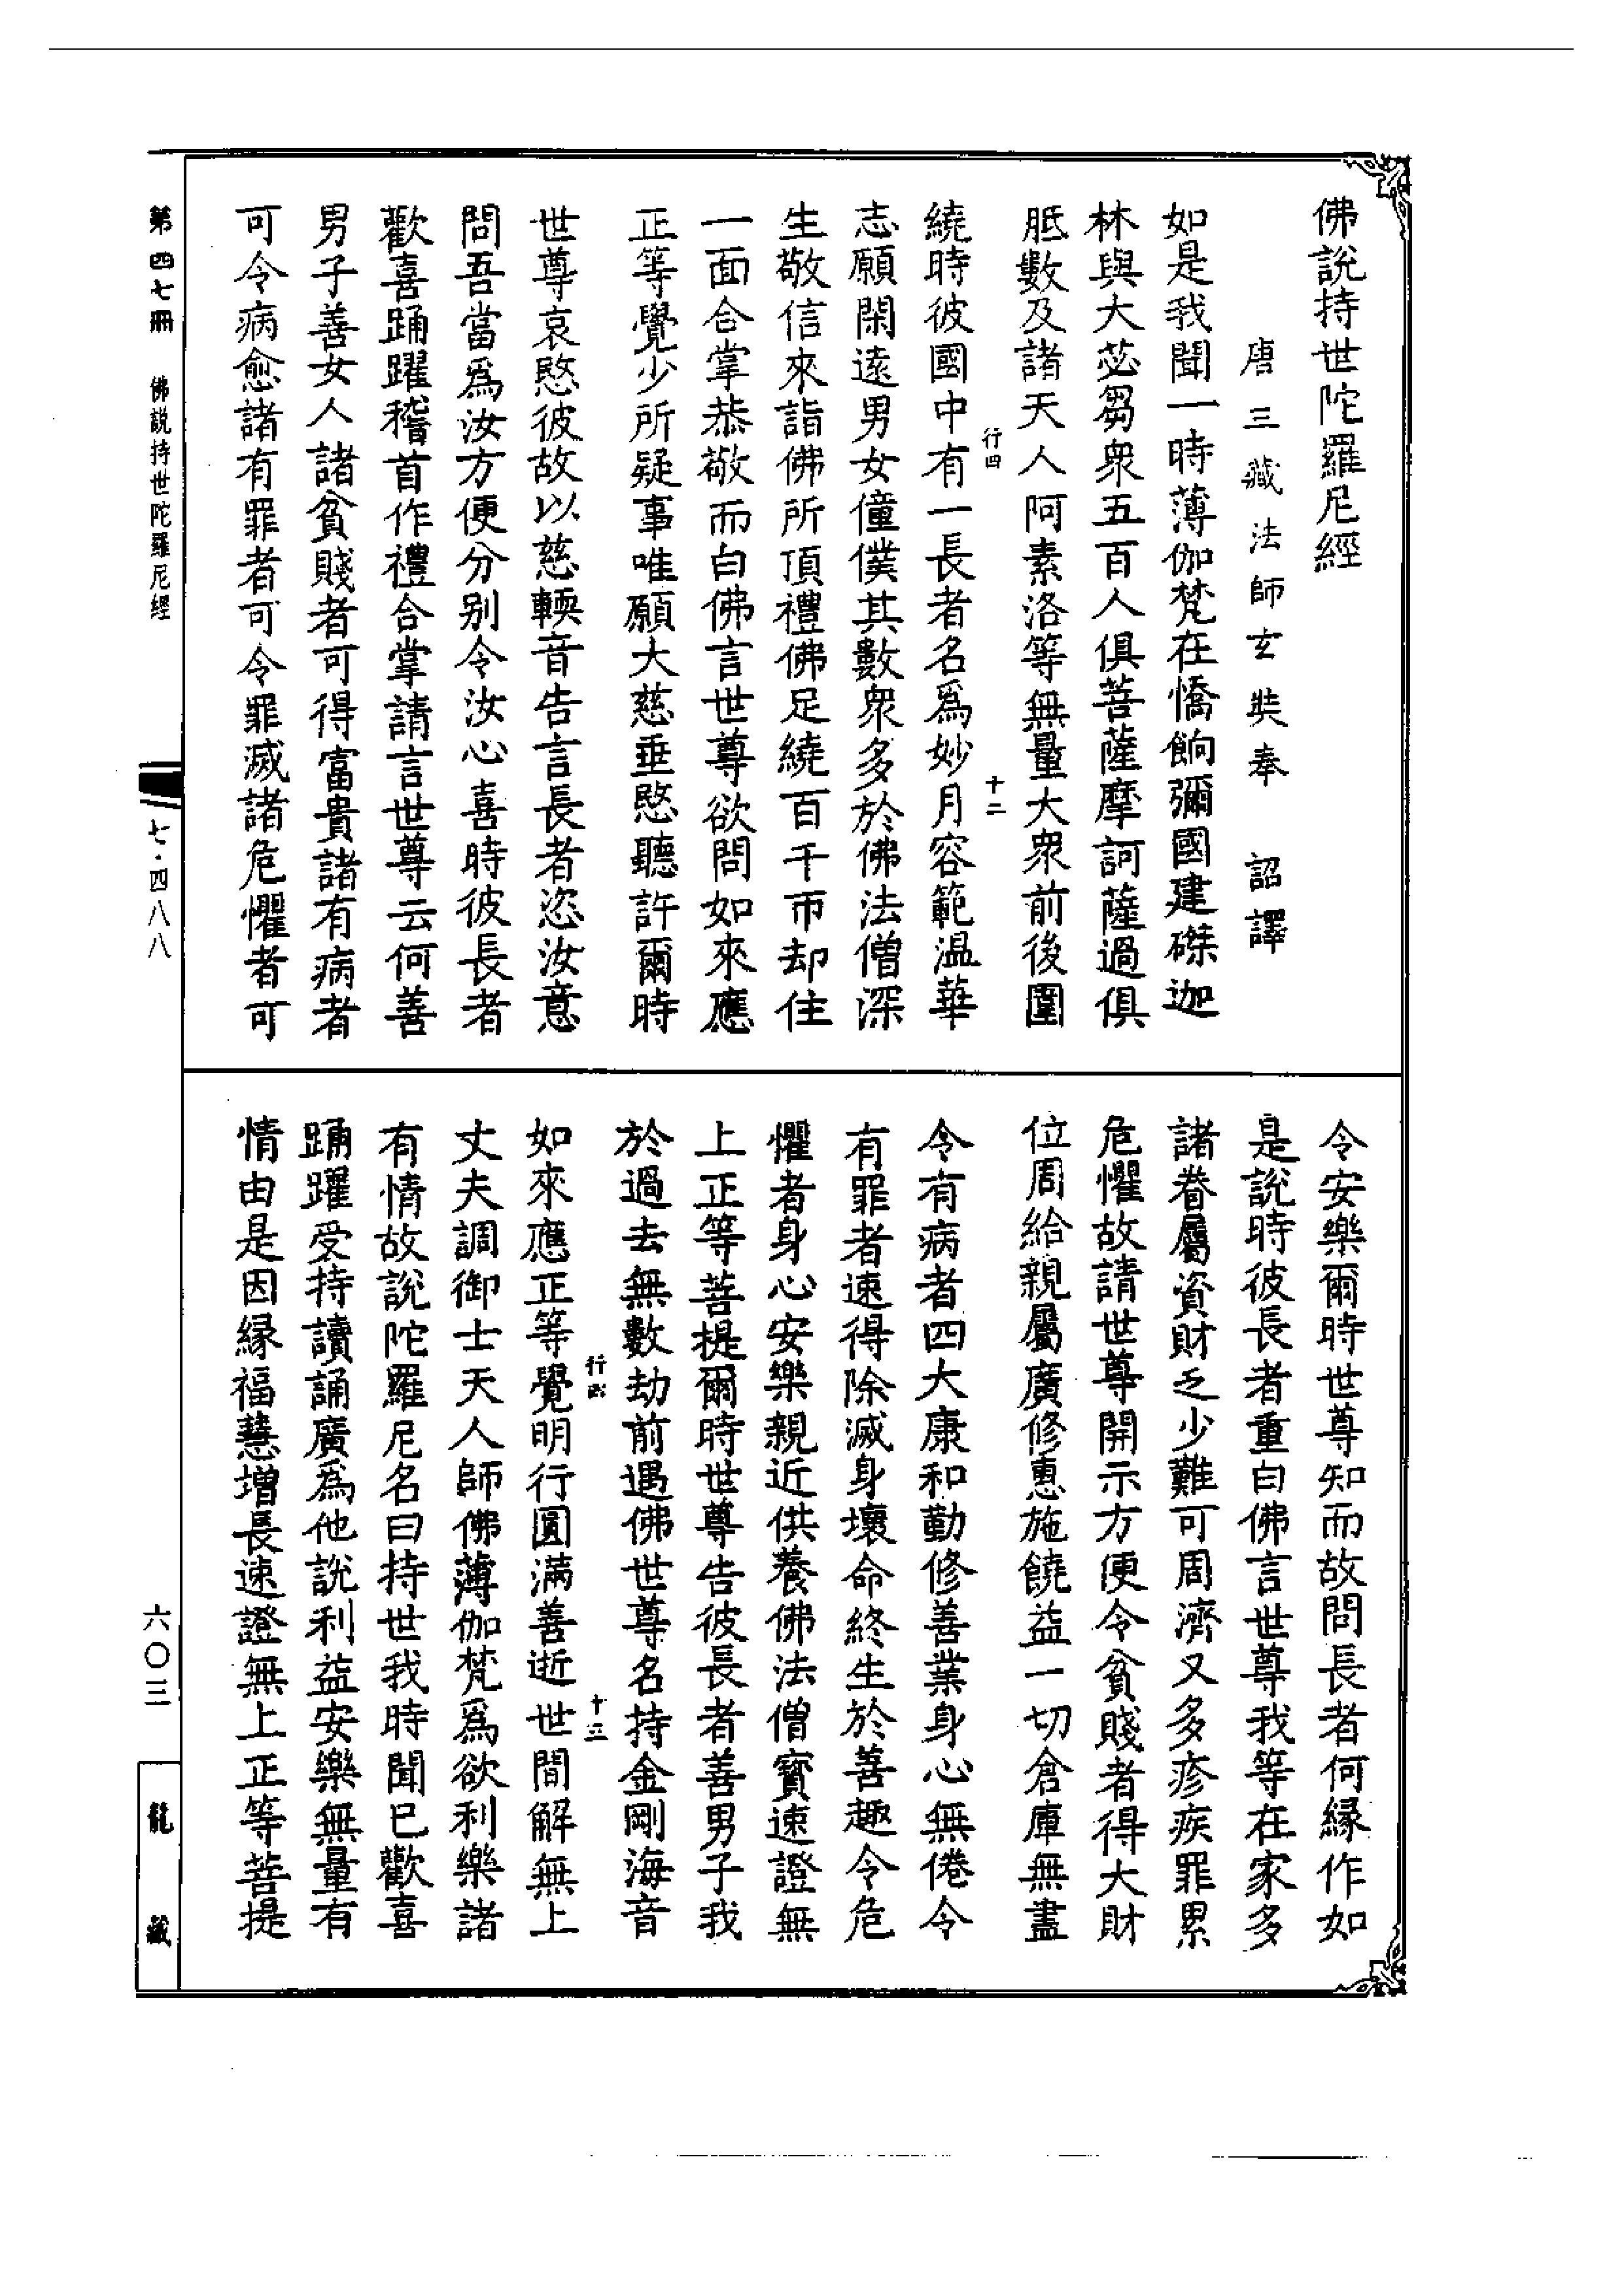 佛說持世陀羅尼經
唐三藏法師玄奘奉 詔譯
如是我聞一時薄伽梵在憍餉彌國建磔迦
林與大苾芻衆五百人俱菩薩摩訶薩過俱
胝數及諸天人阿素洛等無量大衆前後圍
行四 十二
繞時彼國中有一長者名爲妙月容範温華
志願閑遠男女僮僕其數衆多於佛法僧深
生敬信來詣佛所頂禮佛足繞百千帀却住
一面合掌恭敬而白佛言世尊欲問如來應
正等覺少所疑事唯願大慈垂愍聽許爾時
世尊哀愍彼故以慈輭音告言長者恣汝意
問吾當爲汝方便分別令汝心喜時彼長者
歡喜踊躍稽首作禮合掌請言世尊云何善
男子善女人諸貧賤者可得富貴諸有病者
可令病愈諸有罪者可令罪滅諸危懼者可
令安樂爾時世尊知而故問長者何緣作如
是說時彼長者重白佛言世尊我等在家多
諸眷屬資財乏少難可周濟又多疹疾罪累
危懼故請世尊開示方便令貧賤者得大財
位周給親屬廣修惠施饒益一切倉庫無盡
令有病者四大康和勤修善業身心無倦令
有罪者速得除滅身壞命終生於善趣令危
懼者身心安樂親近供養佛法僧寶速證無
上正等菩提爾時世尊告彼長者善男子我
於過去無數劫前遇佛世尊名持金剛海音
行四 十三
如來應正等覺明行圓滿善逝世間解無上
丈夫調御士天人師佛薄伽梵爲欲利樂諸
有情故說陀羅尼名曰持世我時聞已歡喜
踊躍受持讀誦廣爲他說利益安樂無量有
情由是因緣福慧增長速證無上正等菩提
第四七冊 佛説持世陀羅尼經
七·四八八
六〇三
龍藏